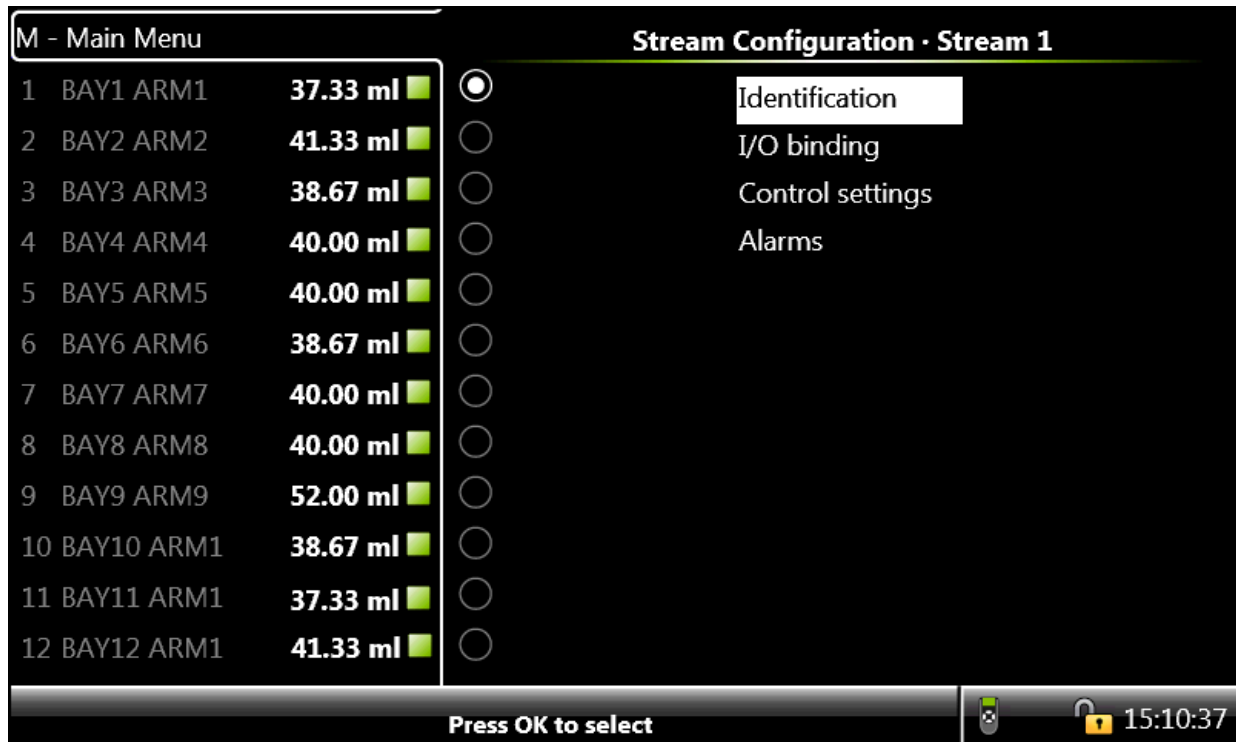 M - Main Menu
Stream Configuration · Stream 1
1 BAY1 ARM1 37.33 ml
2 BAY2 ARM2 41.33 ml
3 BAY3 ARM3 38.67 ml
4 BAY4 ARM4 40.00 ml
5 BAY5 ARM5 40.00 ml
6 BAY6 ARM6 38.67 ml
7 BAY7 ARM7 40.00 ml
8 BAY8 ARM8 40.00 ml
9 BAY9 ARM9 52.00 ml
10 BAY10 ARM1 38.67 ml
11 BAY11 ARM1 37.33 ml
12 BAY12 ARM1 41.33 ml
Identification
I/O binding
Control settings
Alarms
Press OK to select
15:10:37